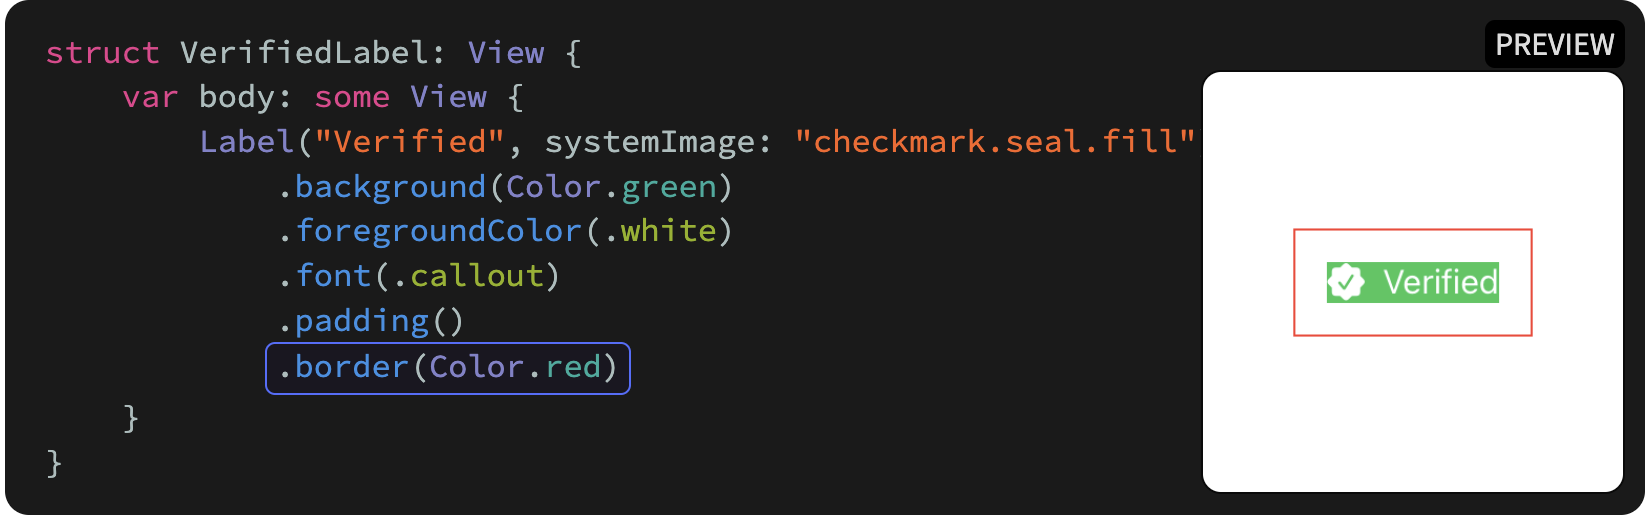 struct VerifiedLabel: View {
    var body: some View {
        Label("Verified", systemImage: "checkmark.seal.fill"
            .background(Color.green)
            .foregroundColor(.white)
            .font(.callout)
            .padding()
            .border(Color.red)
    }
}
PREVIEW
Verified